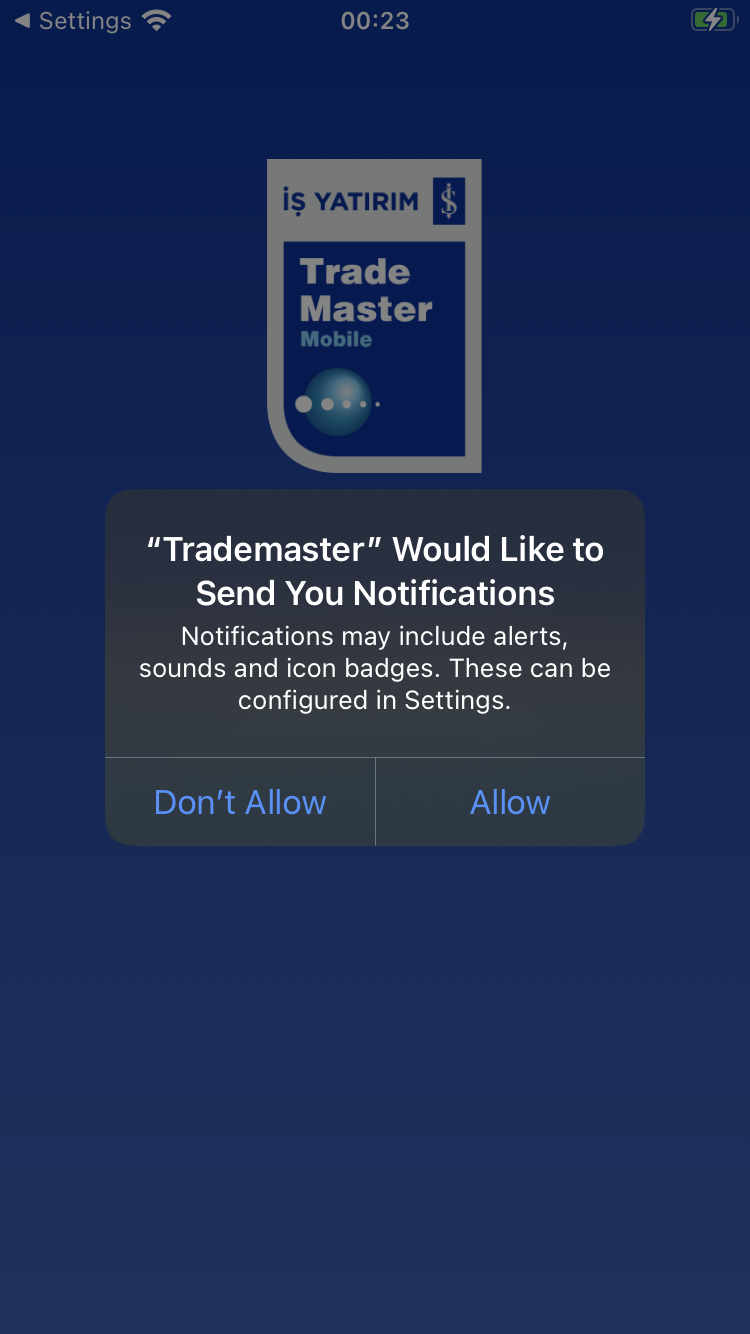 ◀ Settings
00:23
İŞ YATIRIM
Trade
Master
Mobile
“Trademaster” Would Like to
Send You Notifications
Notifications may include alerts,
sounds and icon badges. These can be
configured in Settings.
Don’t Allow
Allow